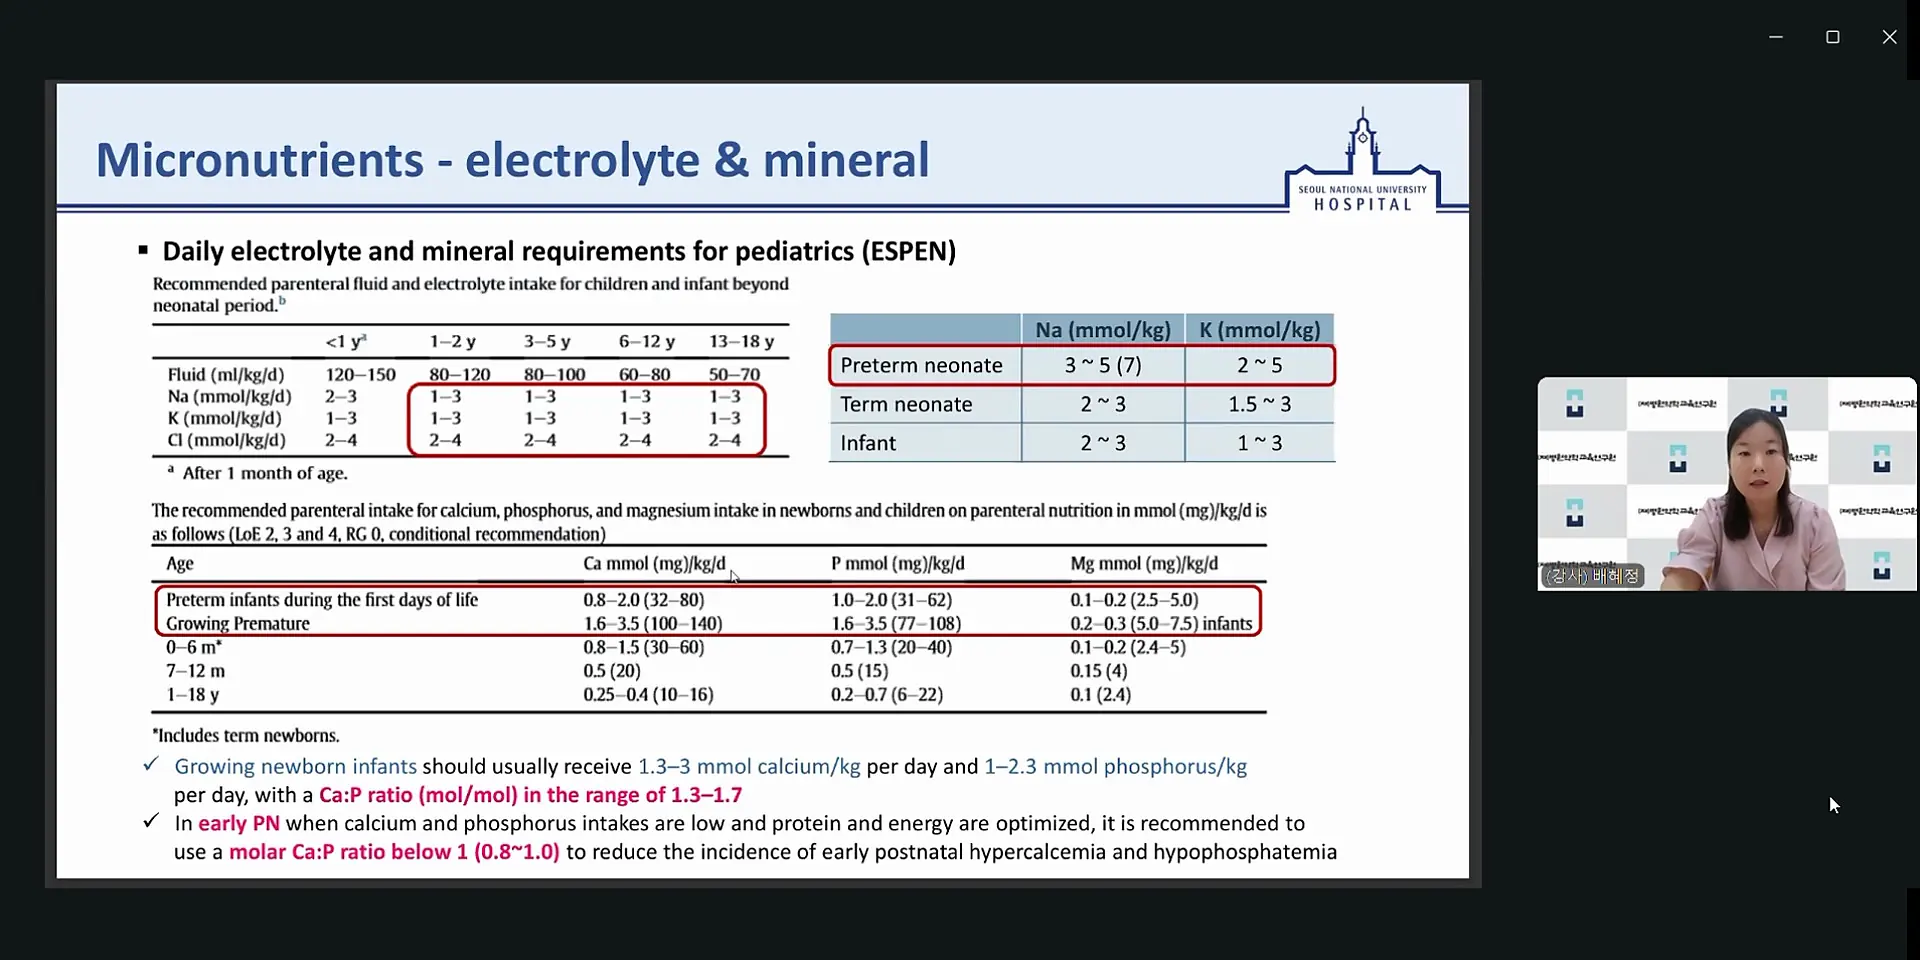 Micronutrients - electrolyte & mineral
SEOUL NATIONAL UNIVERSITY
HOSPITAL
▪ Daily electrolyte and mineral requirements for pediatrics (ESPEN)
Recommended parenteral fluid and electrolyte intake for children and infant beyond
neonatal period.b
<1 ya 1–2 y 3–5 y 6–12 y 13–18 y
Fluid (ml/kg/d) 120–150 80–120 80–100 60–80 50–70
Na (mmol/kg/d) 2–3 1–3 1–3 1–3 1–3
K (mmol/kg/d) 1–3 1–3 1–3 1–3 1–3
Cl (mmol/kg/d) 2–4 2–4 2–4 2–4 2–4
a After 1 month of age.
Na (mmol/kg) K (mmol/kg)
Preterm neonate 3 ~ 5 (7) 2 ~ 5
Term neonate 2 ~ 3 1.5 ~ 3
Infant 2 ~ 3 1 ~ 3
The recommended parenteral intake for calcium, phosphorus, and magnesium intake in newborns and children on parenteral nutrition in mmol (mg)/kg/d is
as follows (LoE 2, 3 and 4, RG 0, conditional recommendation)
Age Ca mmol (mg)/kg/d P mmol (mg)/kg/d Mg mmol (mg)/kg/d
Preterm infants during the first days of life 0.8–2.0 (32–80) 1.0–2.0 (31–62) 0.1–0.2 (2.5–5.0)
Growing Premature 1.6–3.5 (100–140) 1.6–3.5 (77–108) 0.2–0.3 (5.0–7.5) infants
0–6 m* 0.8–1.5 (30–60) 0.7–1.3 (20–40) 0.1–0.2 (2.4–5)
7–12 m 0.5 (20) 0.5 (15) 0.15 (4)
1–18 y 0.25–0.4 (10–16) 0.2–0.7 (6–22) 0.1 (2.4)
*Includes term newborns.
✓ Growing newborn infants should usually receive 1.3–3 mmol calcium/kg per day and 1–2.3 mmol phosphorus/kg
per day, with a Ca:P ratio (mol/mol) in the range of 1.3–1.7
✓ In early PN when calcium and phosphorus intakes are low and protein and energy are optimized, it is recommended to
use a molar Ca:P ratio below 1 (0.8~1.0) to reduce the incidence of early postnatal hypercalcemia and hypophosphatemia
(강사) 배혜정